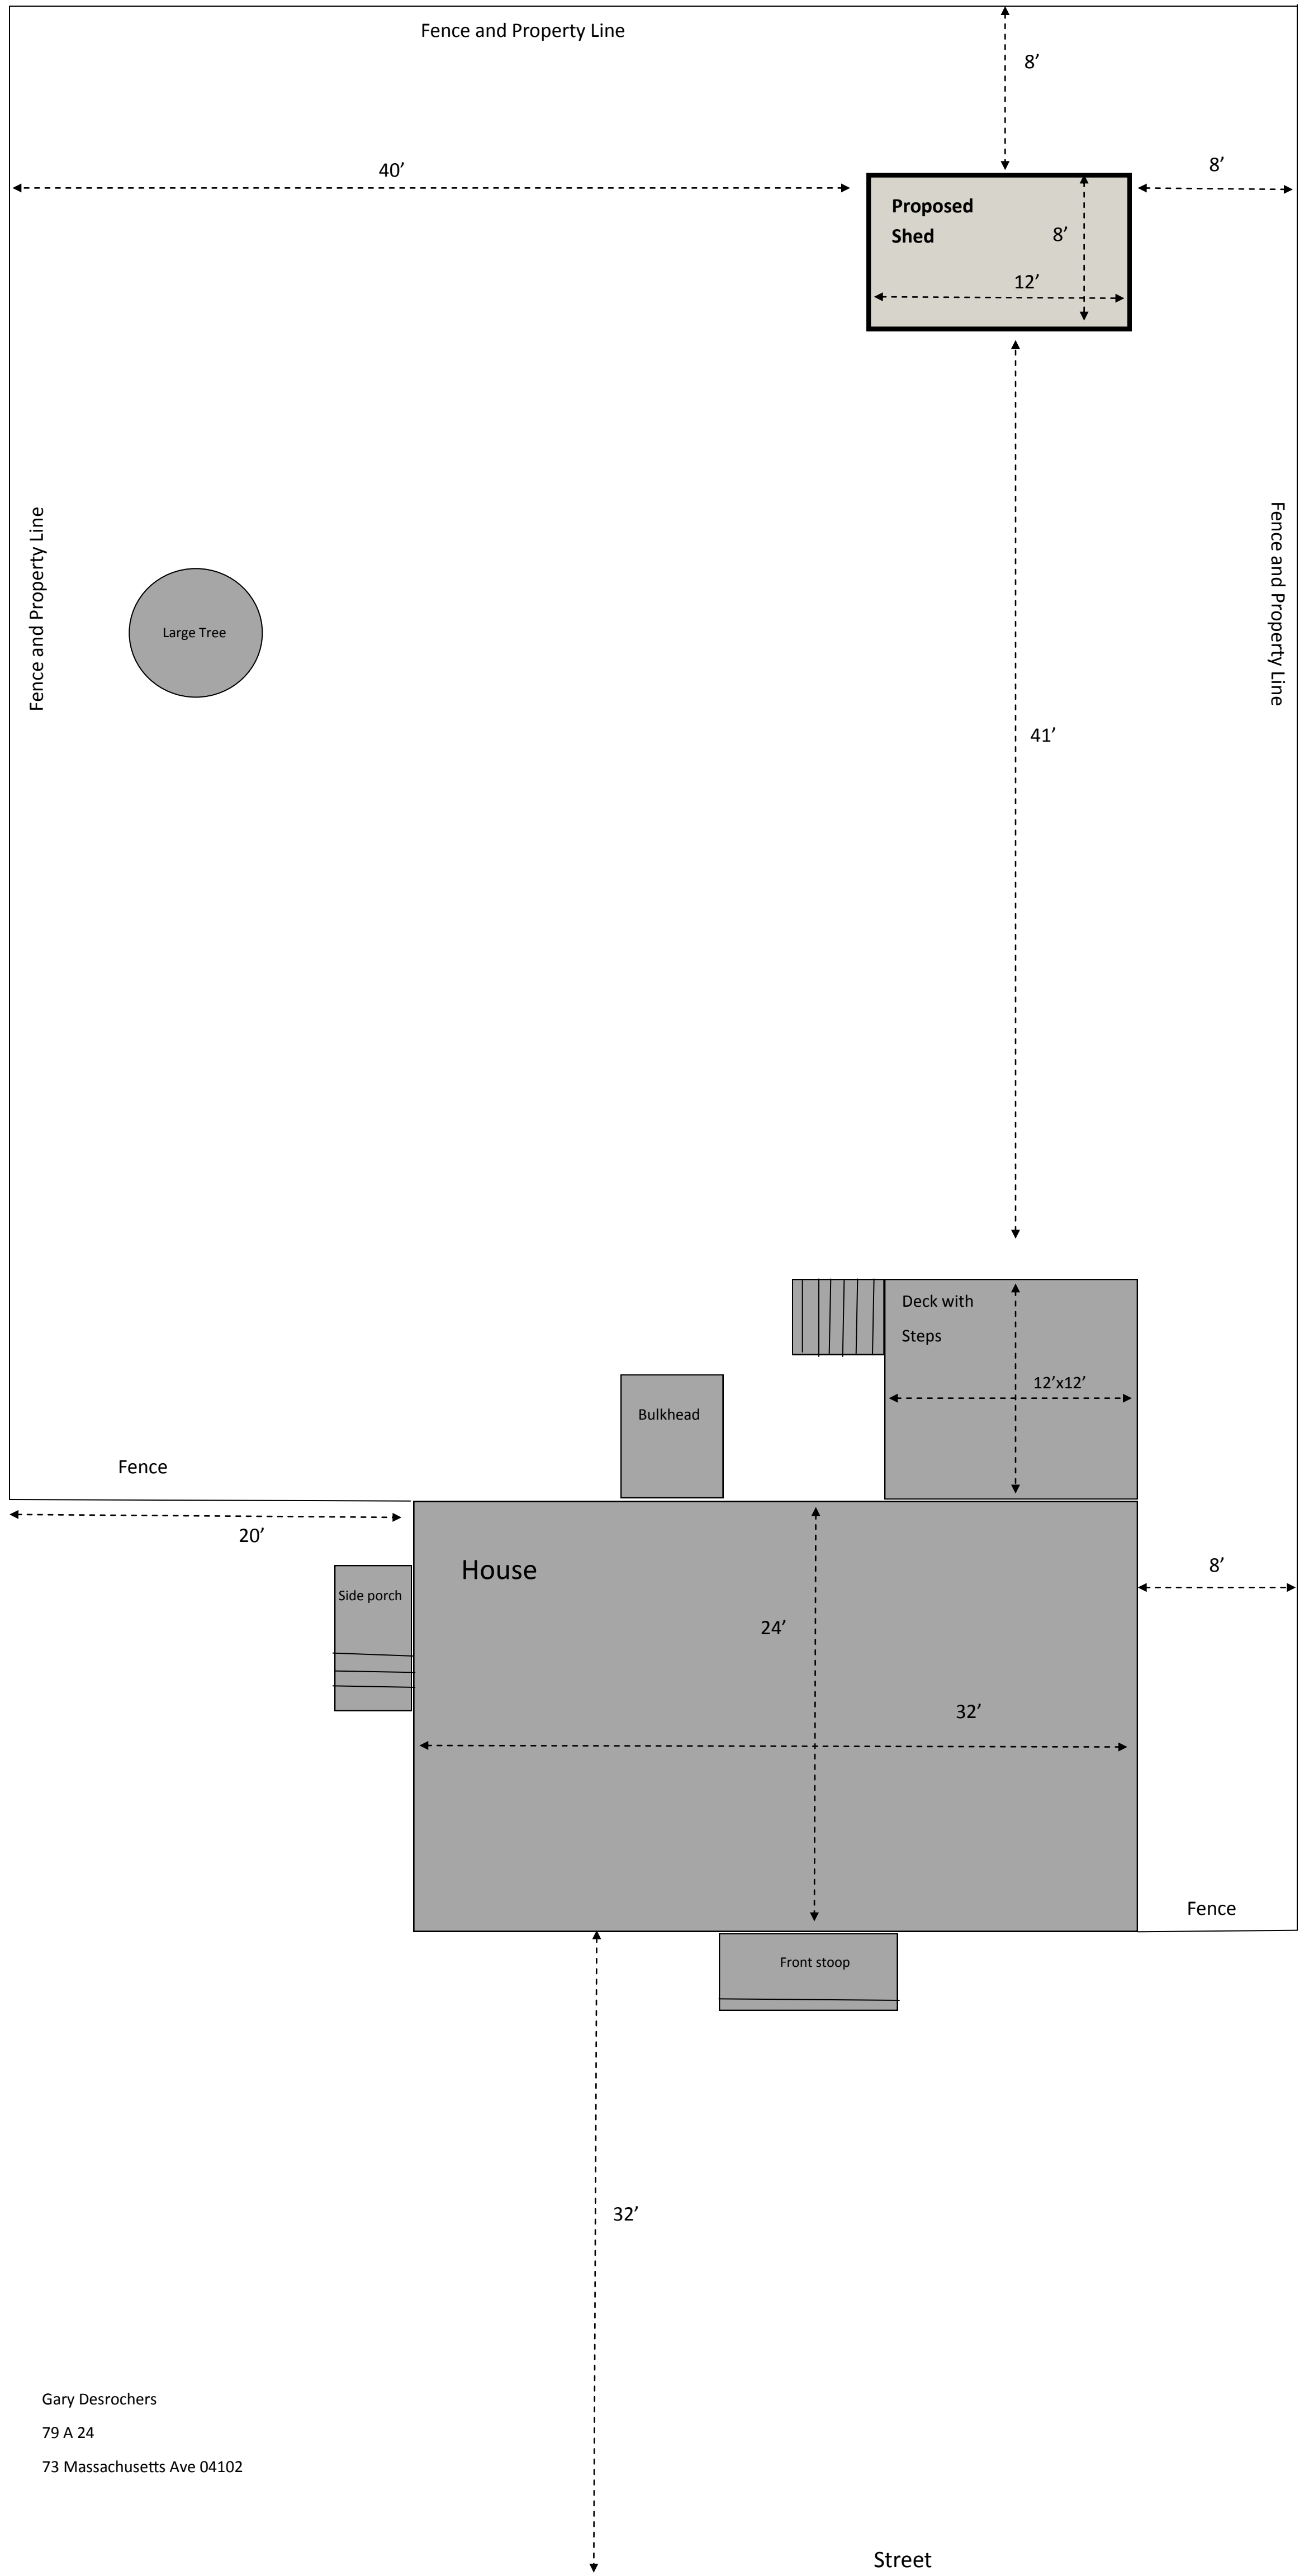 Fence and Property Line
8’
40’
8’
Proposed
Shed
8’
12’
Fence and Property Line
Fence and Property Line
Large Tree
41’
Deck with
Steps
12’x12’
Bulkhead
Fence
20’
House
8’
Side porch
24’
32’
Fence
Front stoop
32’
Gary Desrochers
79 A 24
73 Massachusetts Ave 04102
Street